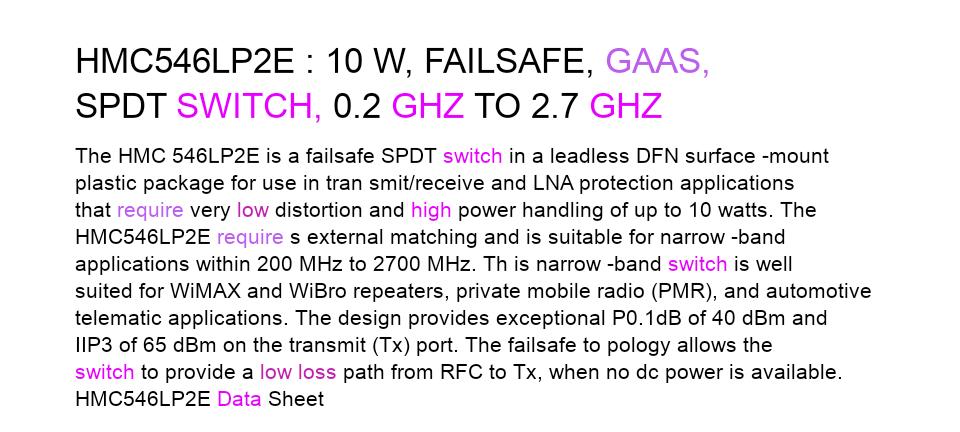 HMC546LP2E : 10 W, FAILSAFE, GAAS,
SPDT SWITCH, 0.2 GHZ TO 2.7 GHZ
The HMC 546LP2E is a failsafe SPDT switch in a leadless DFN surface -mount
plastic package for use in tran smit/receive and LNA protection applications
that require very low distortion and high power handling of up to 10 watts. The
HMC546LP2E require s external matching and is suitable for narrow -band
applications within 200 MHz to 2700 MHz. Th is narrow -band switch is well
suited for WiMAX and WiBro repeaters, private mobile radio (PMR), and automotive
telematic applications. The design provides exceptional P0.1dB of 40 dBm and
IIP3 of 65 dBm on the transmit (Tx) port. The failsafe to pology allows the
switch to provide a low loss path from RFC to Tx, when no dc power is available.
HMC546LP2E Data Sheet